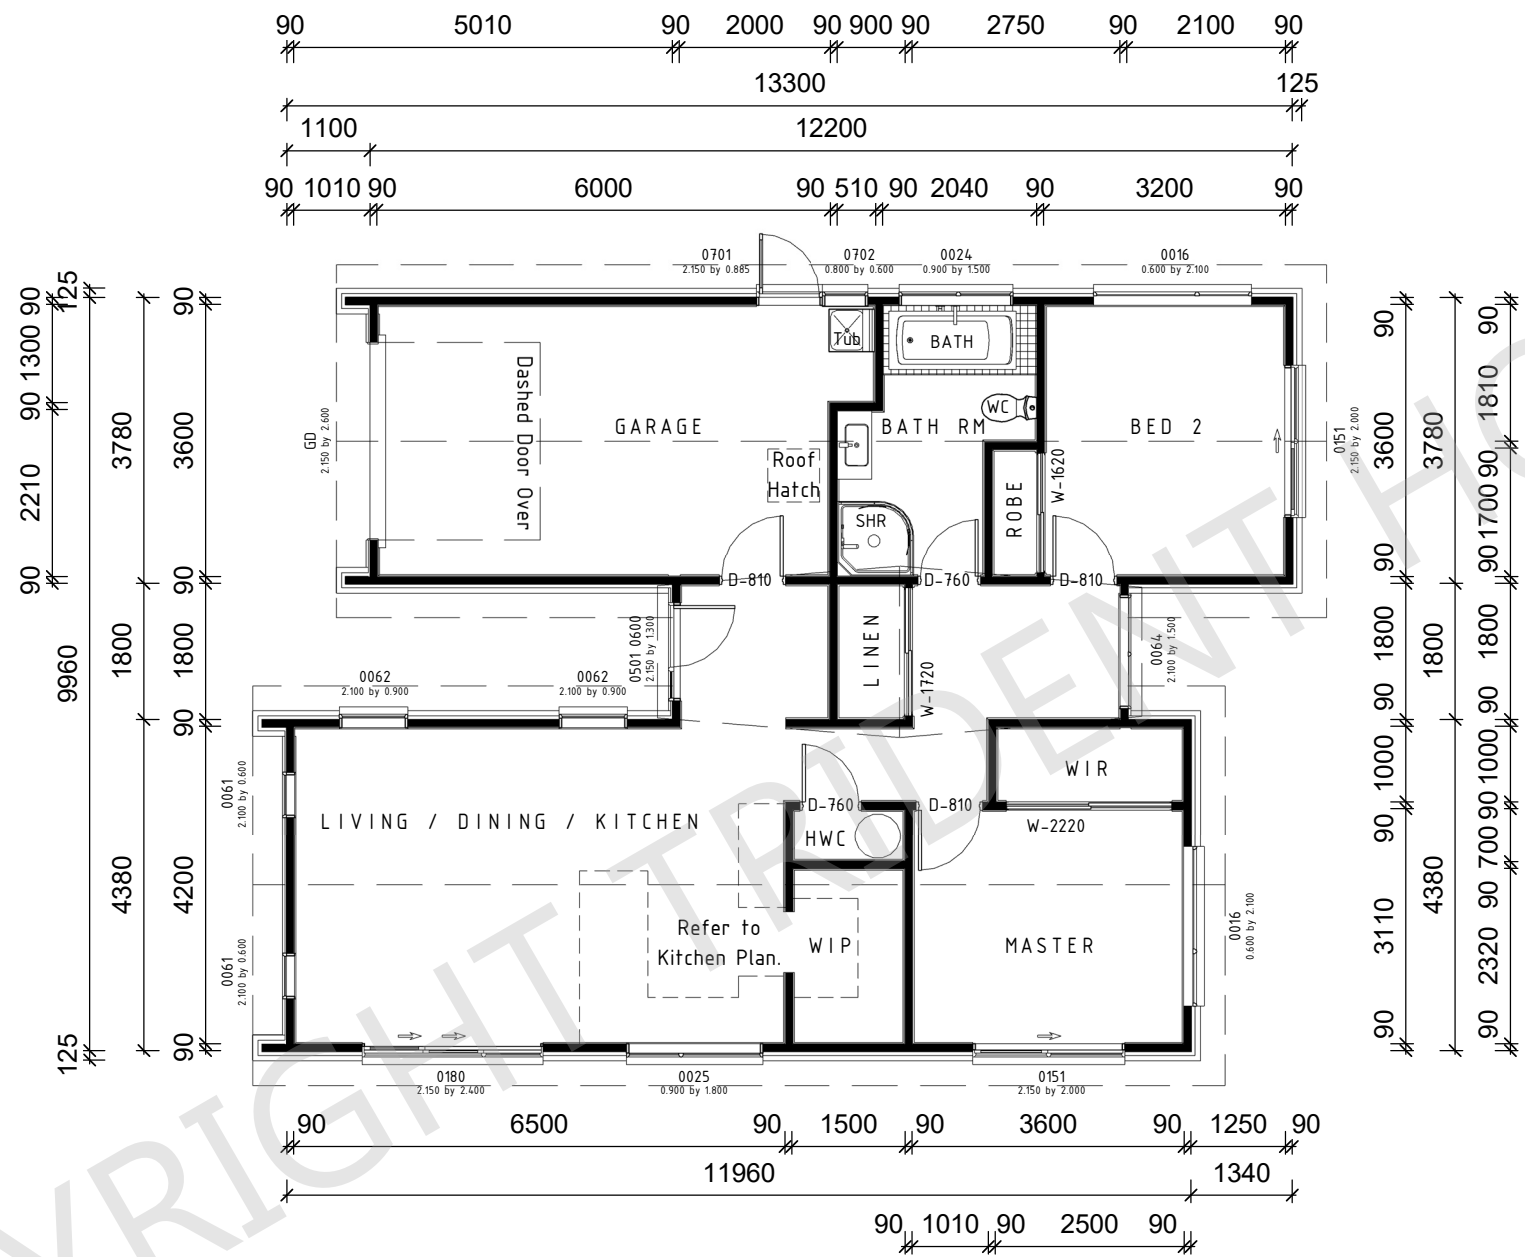 90 5010 90 2000 90 900 90 2750 90 2100 90
13300 125
1100 12200
90 1010 90 6000 90 510 90 2040 90 3200 90
0701
2.150 by 0.885
0702
0.800 by 0.600
0024
0.900 by 1.500
0016
0.600 by 2.100
125
9960
125
90
1300
90
2210
90
3780
1800
4380
90
3600
90
1800
90
4200
90
GD
2.150 by 2.600
Dashed Door Over
GARAGE
Roof
Hatch
Tub
BATH
WC
BATH RM
SHR
ROBE
W-1620
BED 2
0151
2.150 by 2.000
D-810
D-760
D-810
0501 0600
2.150 by 1.300
LINEN
W-1720
0064
2.100 by 1.500
0062
2.100 by 0.900
0062
2.100 by 0.900
0061
2.100 by 0.600
LIVING / DINING / KITCHEN
D-760
HWC
D-810
WIR
W-2220
0061
2.100 by 0.600
Refer to
Kitchen Plan.
WIP
MASTER
0016
0.600 by 2.100
0180
2.150 by 2.400
0025
0.900 by 1.800
0151
2.150 by 2.000
90
3600
90
1800
90
1000
90
3110
90
3780
1800
4380
90
1810
90
1700
90
1800
90
1000
90
700
90
2320
90
90 6500 90 1500 90 3600 90 1250 90
11960 1340
90 1010 90 2500 90
YRIGHT TRIDENT HO